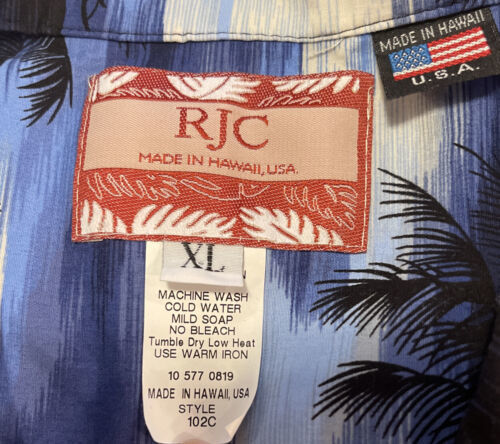 MADE IN HAWAII
U.S.A.
RJC
MADE IN HAWAII, USA.
XL
MACHINE WASH
COLD WATER
MILD SOAP
NO BLEACH
Tumble Dry Low Heat
USE WARM IRON
10 577 0819
MADE IN HAWAII, USA
STYLE
102C